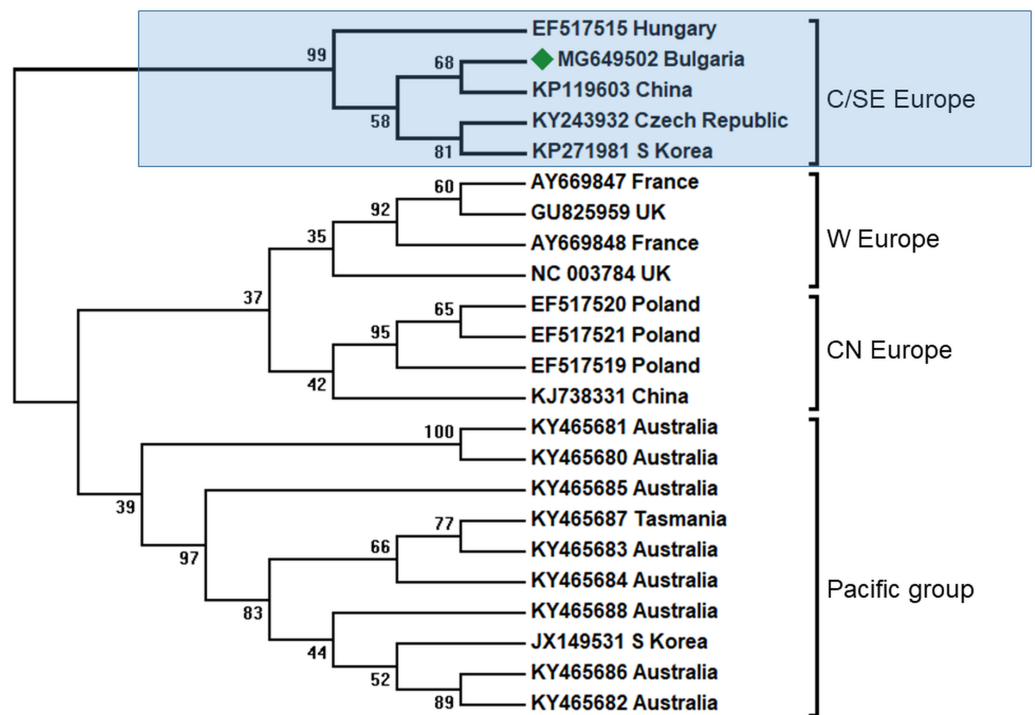 EF517515 Hungary
99
68 MG649502 Bulgaria
KP119603 China
C/SE Europe
58
KY243932 Czech Republic
81 KP271981 S Korea
60 AY669847 France
92 GU825959 UK
35 AY669848 France
W Europe
NC 003784 UK
37
65 EF517520 Poland
95 EF517521 Poland
CN Europe
EF517519 Poland
42 KJ738331 China
100 KY465681 Australia
KY465680 Australia
39 KY465685 Australia
77 KY465687 Tasmania
97 66 KY465683 Australia
KY465684 Australia
Pacific group
83 KY465688 Australia
44 JX149531 S Korea
52 KY465686 Australia
89 KY465682 Australia